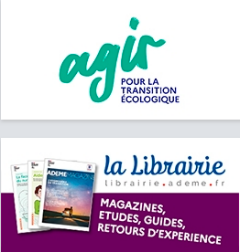 agir
POUR LA
TRANSITION
ÉCOLOGIQUE
ADEME
la Librairie
librairie.ademe.fr
MAGAZINES,
ETUDES, GUIDES,
RETOURS D'EXPERIENCE